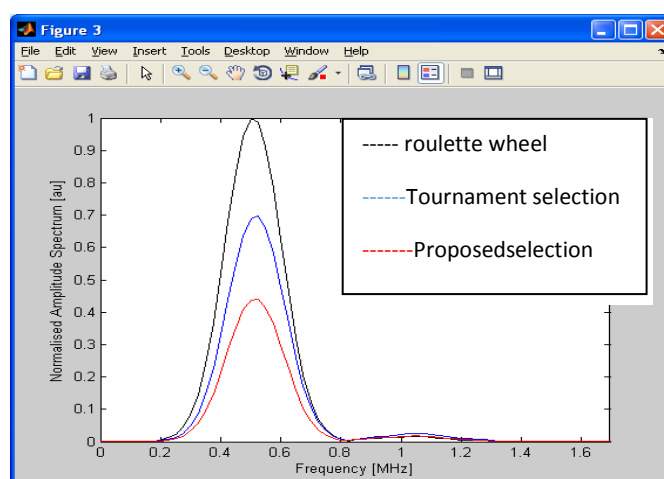 Figure 3
File Edit View Insert Tools Desktop Window Help
1
0.9
0.8
0.7
0.6
0.5
0.4
0.3
0.2
0.1
0
Normalised Amplitude Spectrum [au]
0 0.2 0.4 0.6 0.8 1 1.2 1.4 1.6
Frequency [MHz]
----- roulette wheel
------Tournament selection
-------Proposedselection